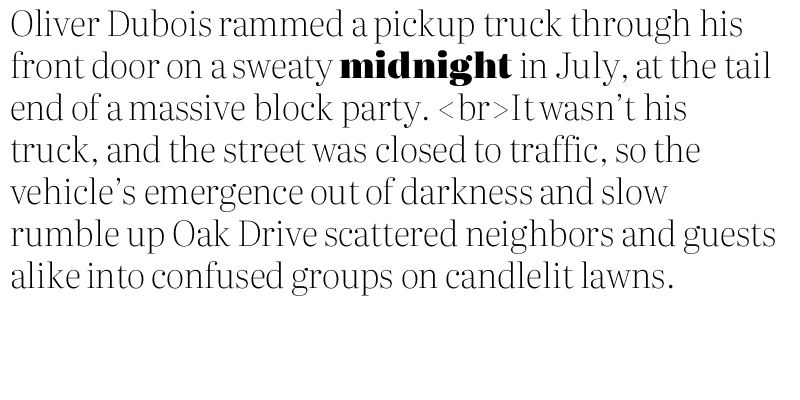 Oliver Dubois rammed a pickup truck through his
front door on a sweaty midnight in July, at the tail
end of a massive block party. <br>It wasn’t his
truck, and the street was closed to traffic, so the
vehicle’s emergence out of darkness and slow
rumble up Oak Drive scattered neighbors and guests
alike into confused groups on candlelit lawns.